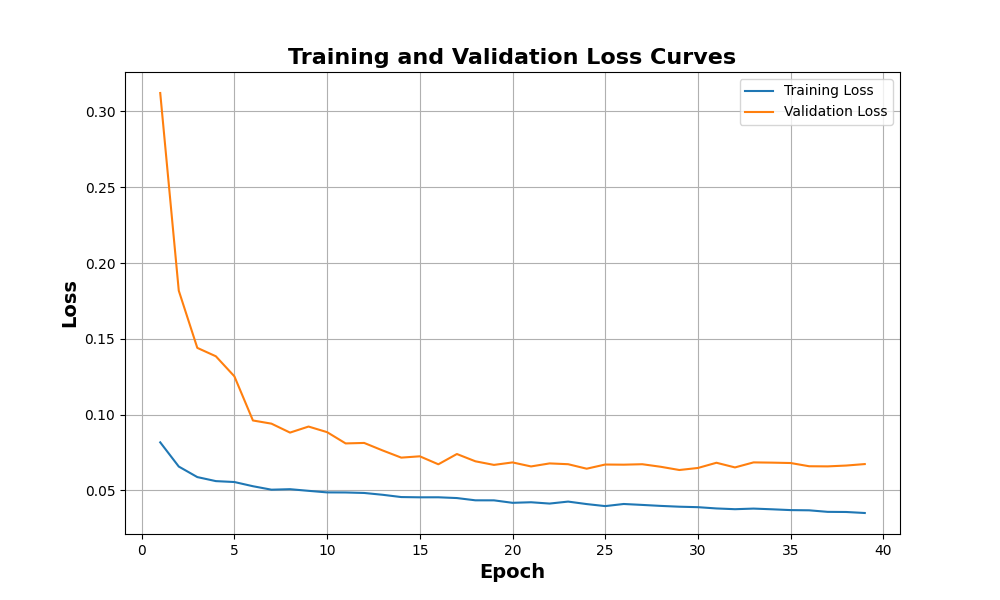 Training and Validation Loss Curves
Training Loss
Validation Loss
0.30
0.25
0.20
0.15
0.10
0.05
Loss
0 5 10 15 20 25 30 35 40
Epoch